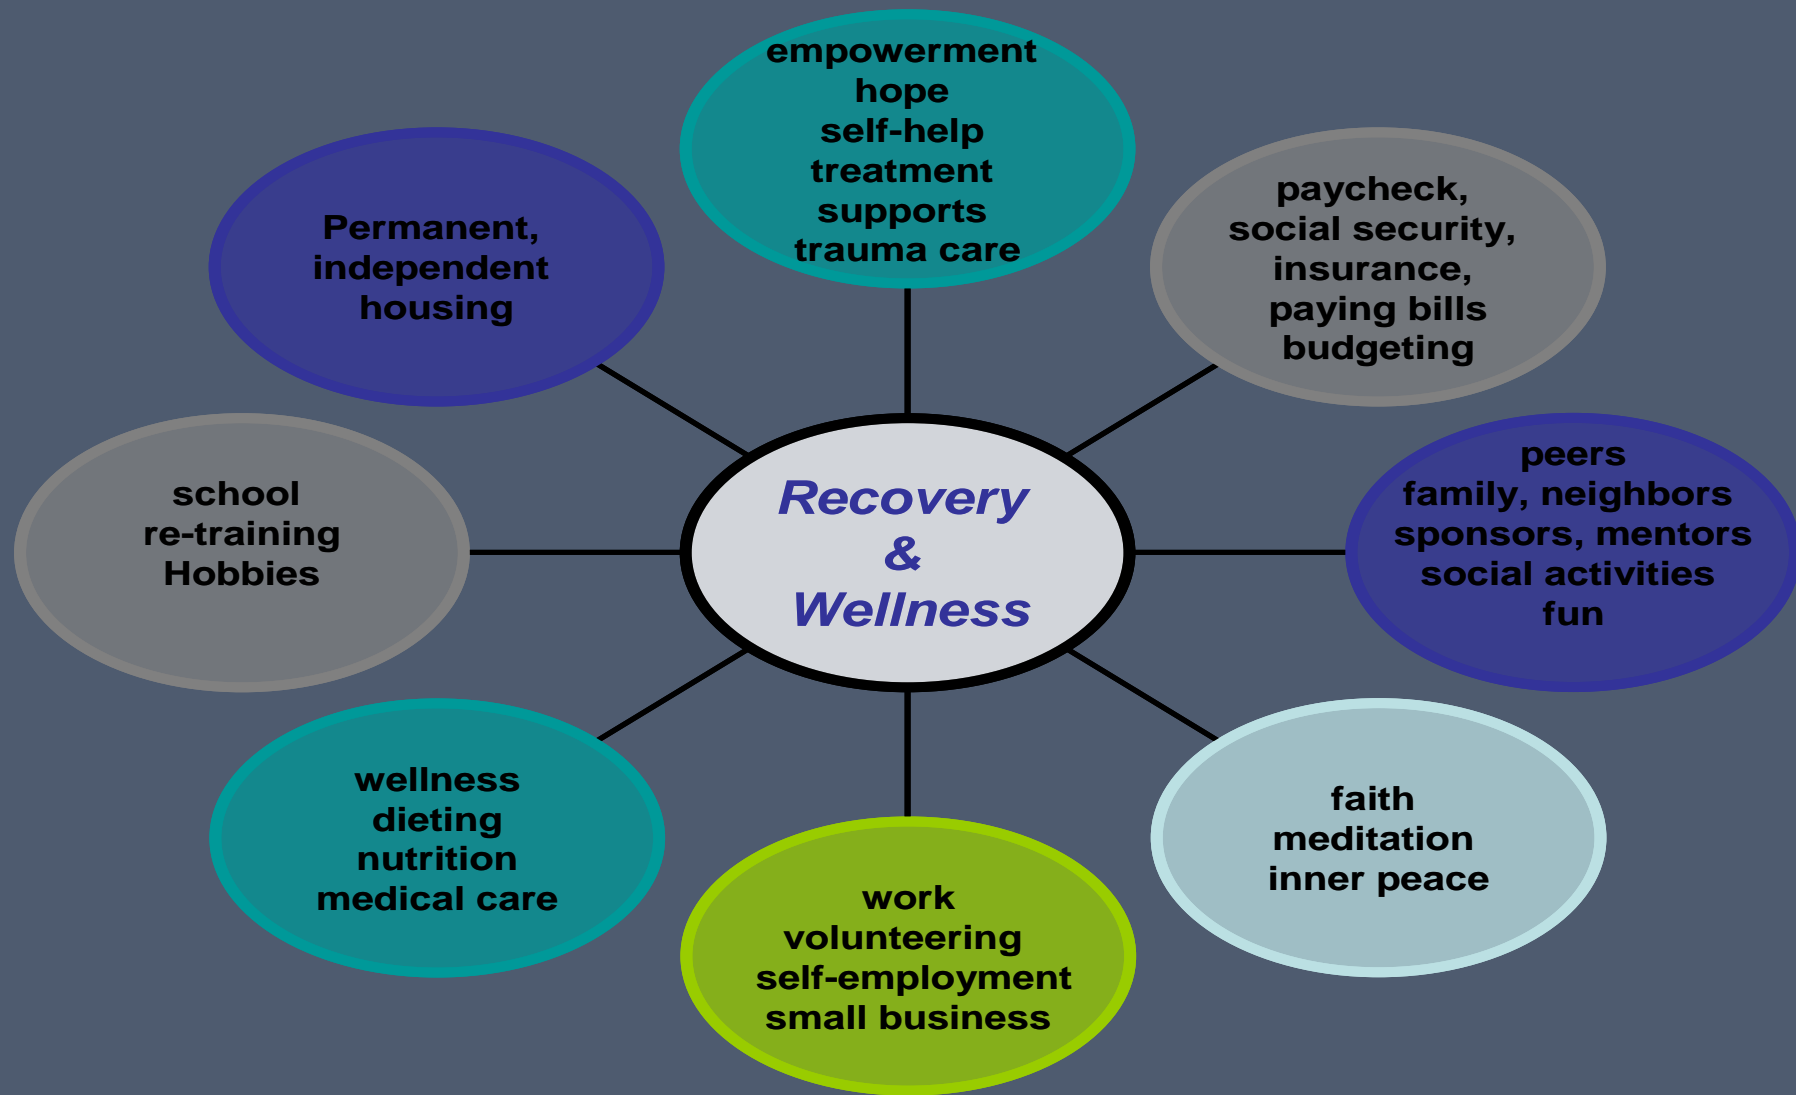 empowerment
hope
self-help
treatment
supports
trauma care
Permanent,
independent
housing
paycheck,
social security,
insurance,
paying bills
budgeting
school
re-training
Hobbies
Recovery
&
Wellness
peers
family, neighbors
sponsors, mentors
social activities
fun
wellness
dieting
nutrition
medical care
work
volunteering
self-employment
small business
faith
meditation
inner peace